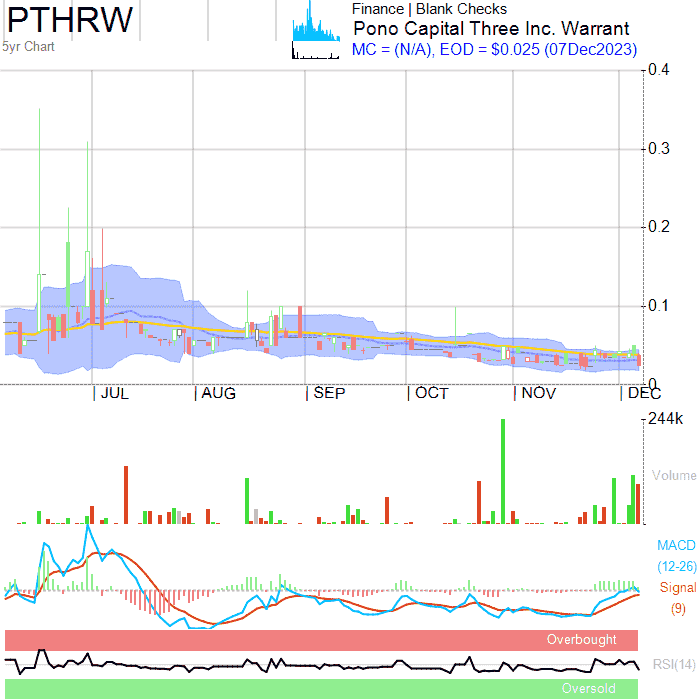 PTHRW
5yr Chart
Finance | Blank Checks
Pono Capital Three Inc. Warrant
MC = (N/A), EOD = $0.025 (07Dec2023)
0.4
0.3
0.2
0.1
0
JUL AUG SEP OCT NOV DEC
244k
Volume
MACD
(12-26)
Signal
(9)
Overbought
RSI(14)
Oversold